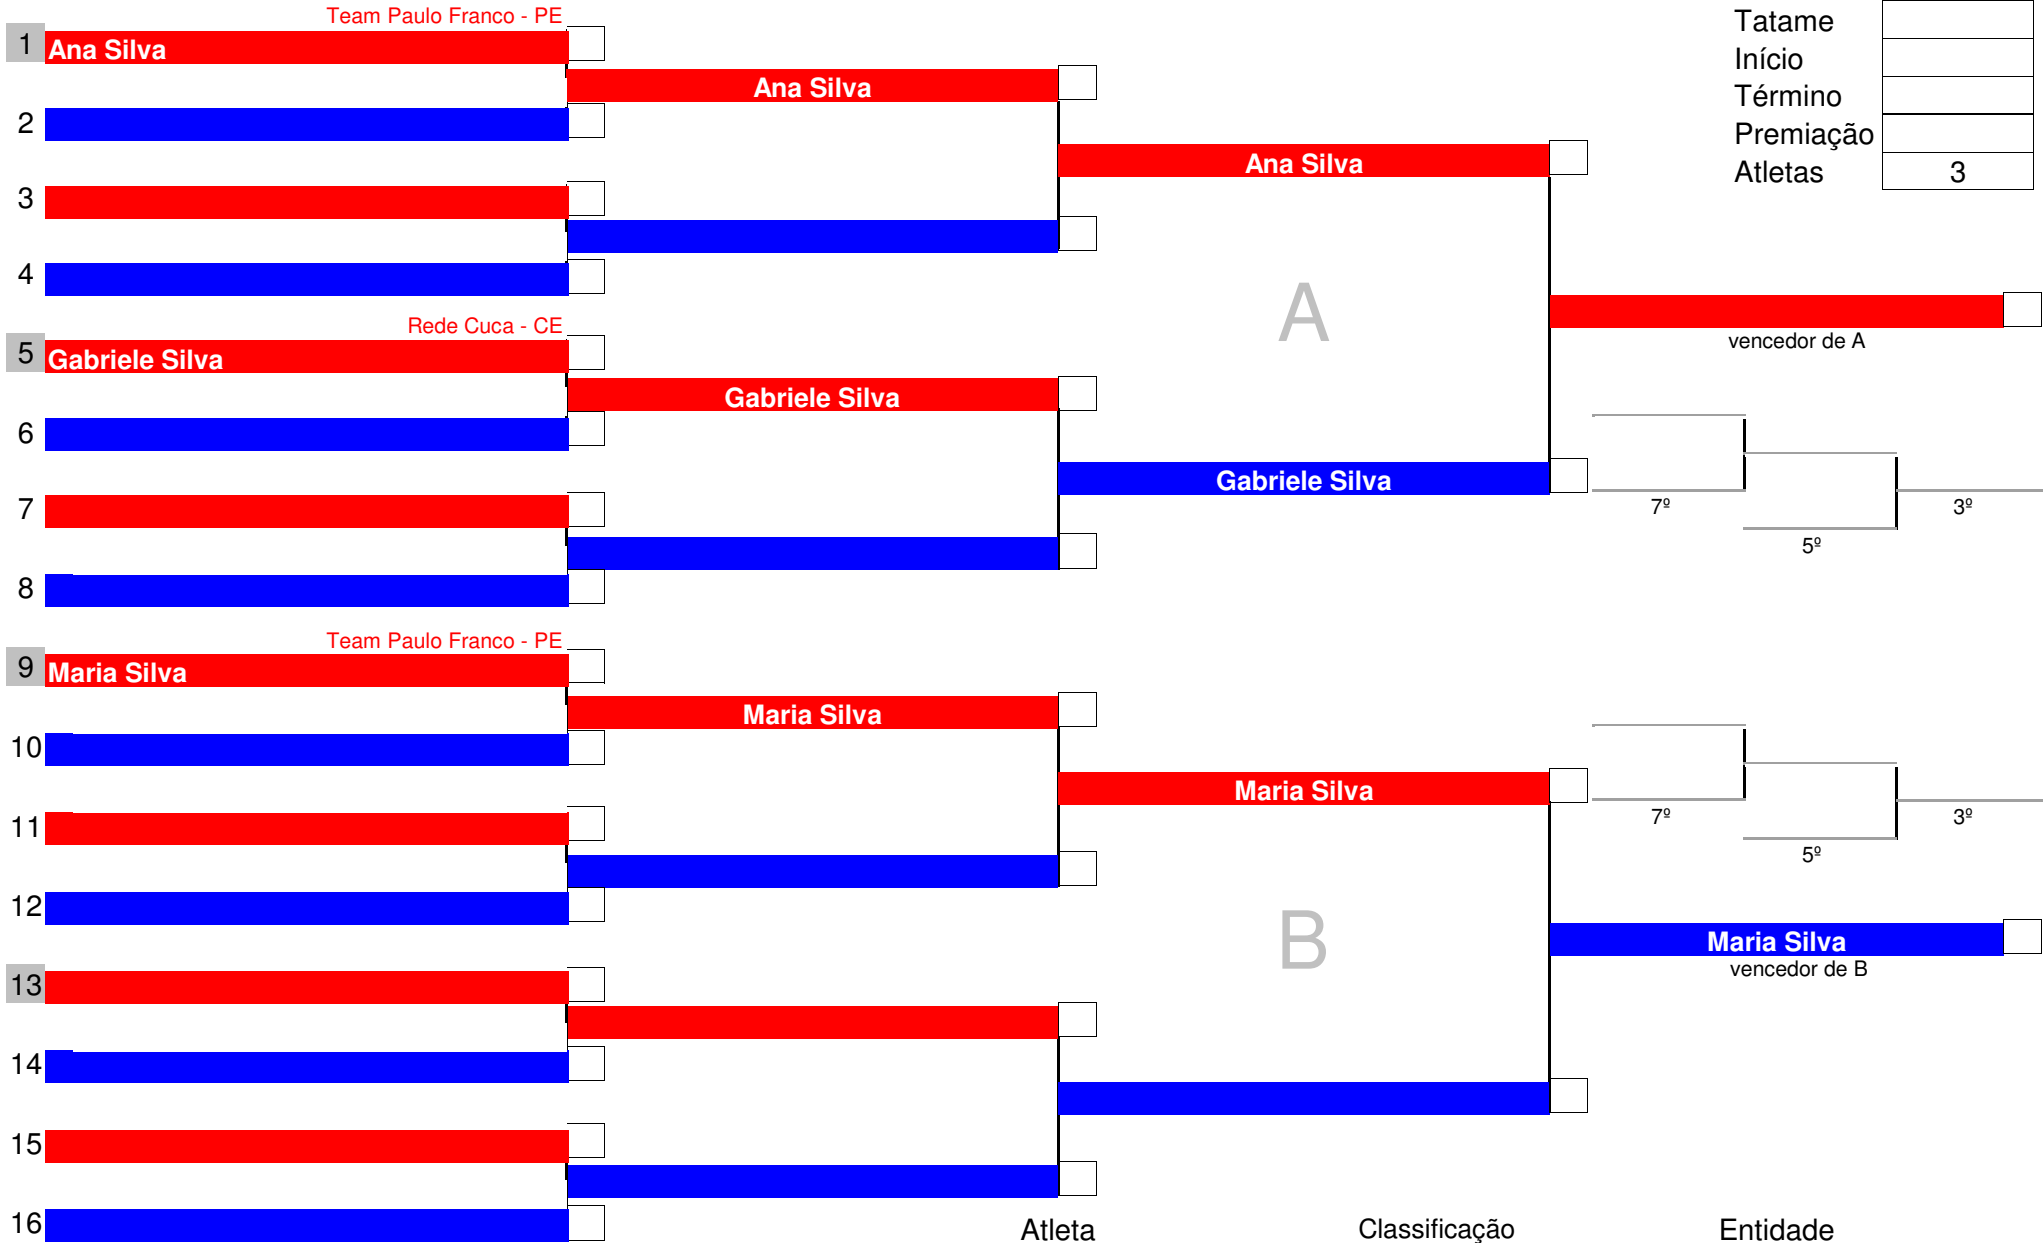 Team Paulo Franco - PE
Tatame
1 Ana Silva
Início
Ana Silva
Término
2
Premiação
Ana Silva
Atletas 3
3
4
A
Rede Cuca - CE
vencedor de A
5 Gabriele Silva
Gabriele Silva
6
Gabriele Silva
7
7º 3º
5º
8
Team Paulo Franco - PE
9 Maria Silva
Maria Silva
10
Maria Silva
11
7º 3º
5º
12
B
Maria Silva
vencedor de B
13
14
15
16
Atleta Classificação Entidade